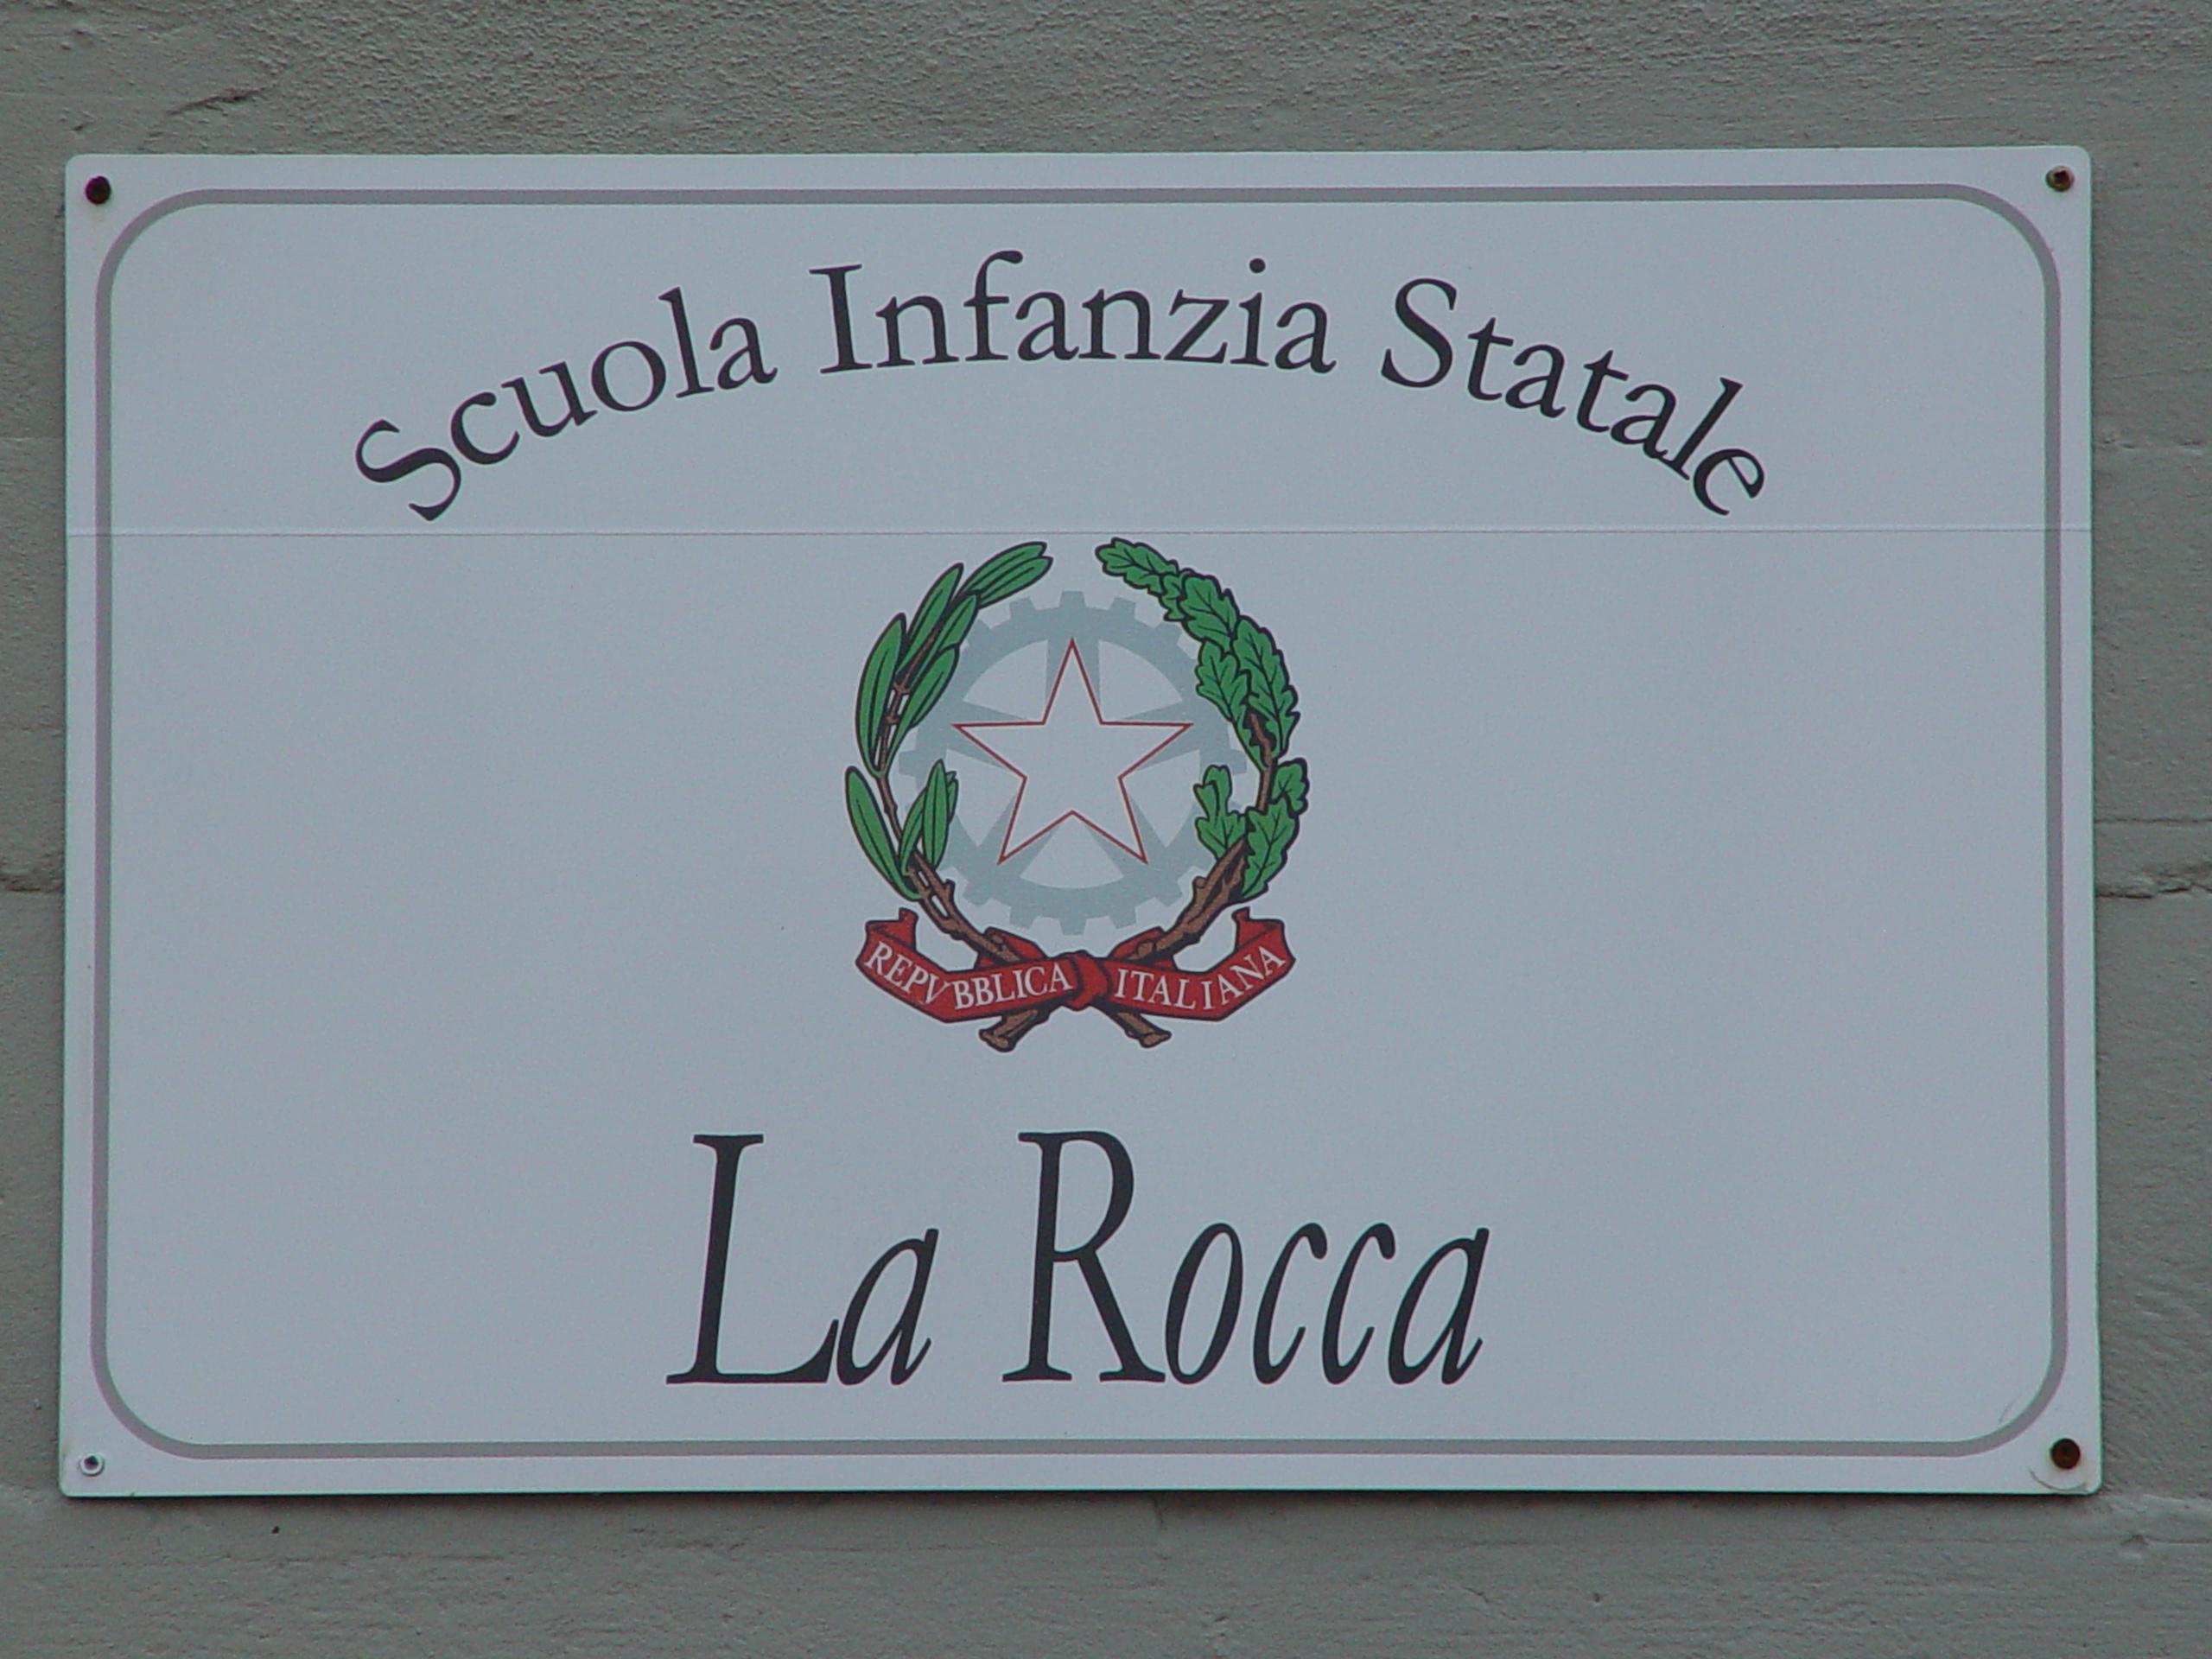 Scuola Infanzia Statale
REPVBBLICA ITALIANA
La Rocca